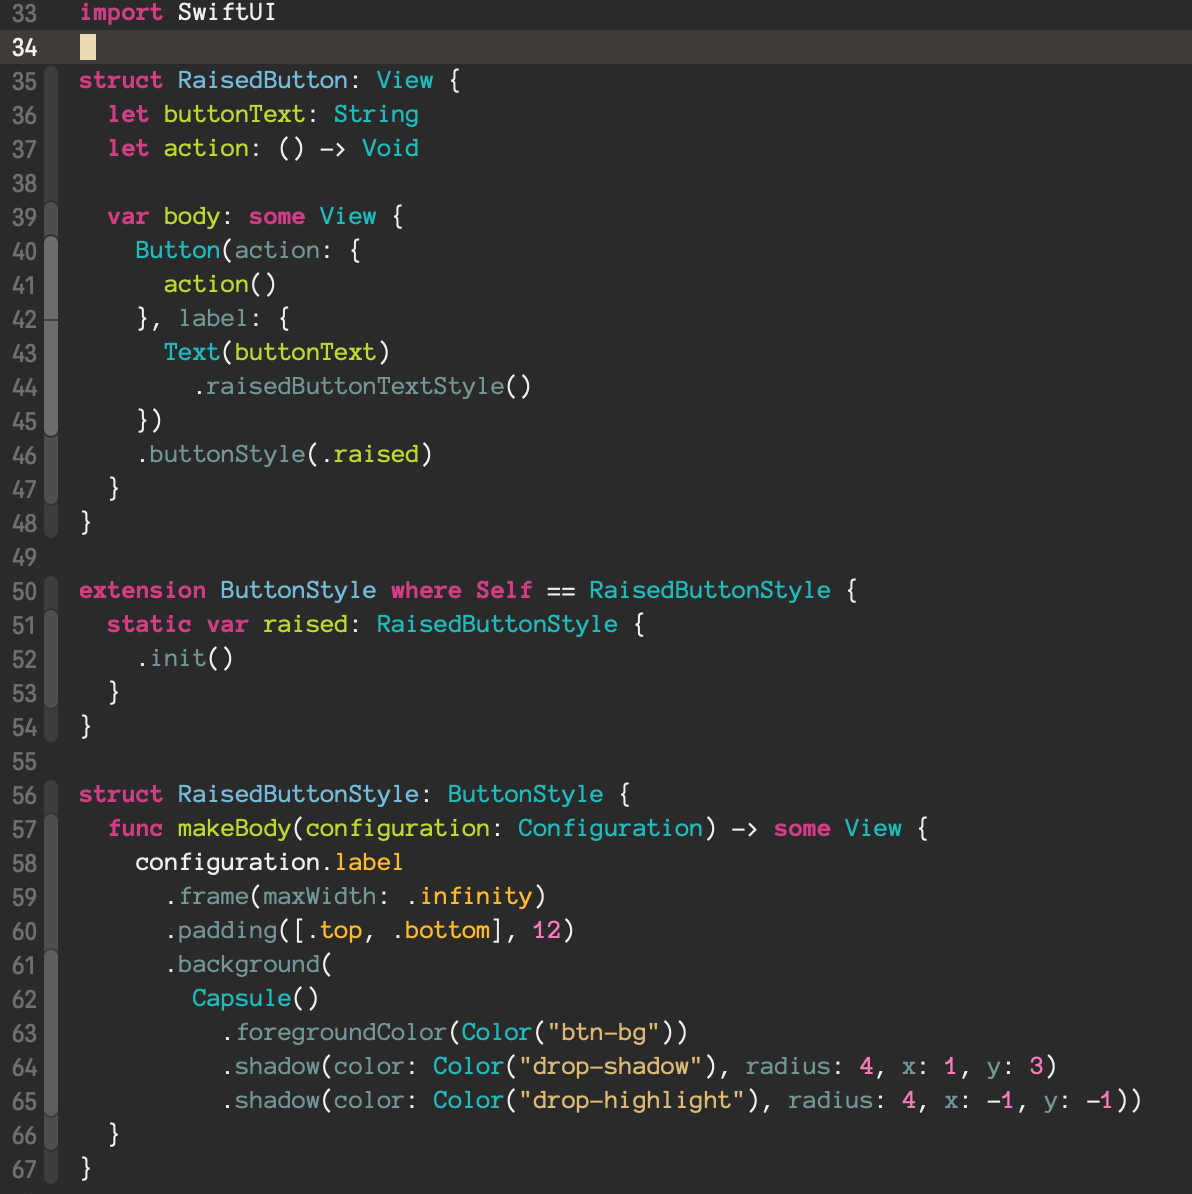 33 import SwiftUI
34
35 struct RaisedButton: View {
36   let buttonText: String
37   let action: () -> Void
38
39   var body: some View {
40     Button(action: {
41       action()
42     }, label: {
43       Text(buttonText)
44         .raisedButtonTextStyle()
45     })
46     .buttonStyle(.raised)
47   }
48 }
49
50 extension ButtonStyle where Self == RaisedButtonStyle {
51   static var raised: RaisedButtonStyle {
52     .init()
53   }
54 }
55
56 struct RaisedButtonStyle: ButtonStyle {
57   func makeBody(configuration: Configuration) -> some View {
58     configuration.label
59       .frame(maxWidth: .infinity)
60       .padding([.top, .bottom], 12)
61       .background(
62         Capsule()
63           .foregroundColor(Color("btn-bg"))
64           .shadow(color: Color("drop-shadow"), radius: 4, x: 1, y: 3)
65           .shadow(color: Color("drop-highlight"), radius: 4, x: -1, y: -1))
66   }
67 }